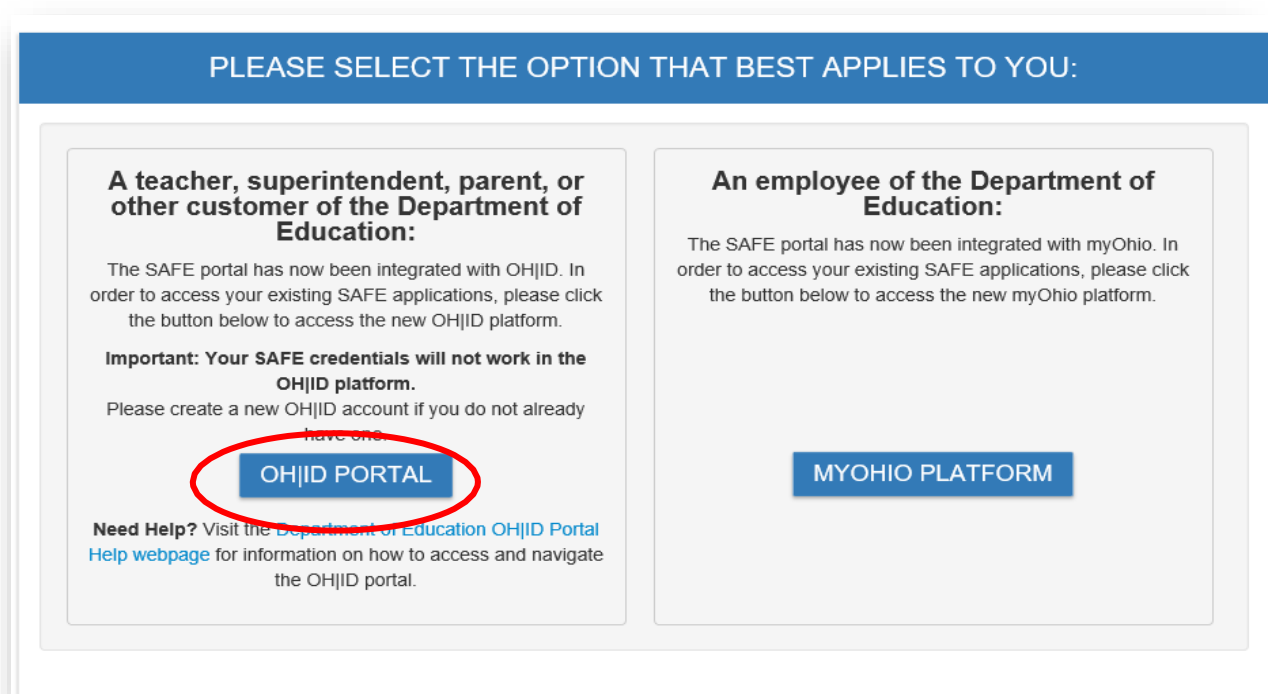 PLEASE SELECT THE OPTION THAT BEST APPLIES TO YOU:
A teacher, superintendent, parent, or
other customer of the Department of
Education:
The SAFE portal has now been integrated with OH|ID. In
order to access your existing SAFE applications, please click
the button below to access the new OH|ID platform.
Important: Your SAFE credentials will not work in the
OH|ID platform.
Please create a new OH|ID account if you do not already
have one.
OH|ID PORTAL
Need Help? Visit the Department of Education OH|ID Portal
Help webpage for information on how to access and navigate
the OH|ID portal.
An employee of the Department of
Education:
The SAFE portal has now been integrated with myOhio. In
order to access your existing SAFE applications, please click
the button below to access the new myOhio platform.
MYOHIO PLATFORM